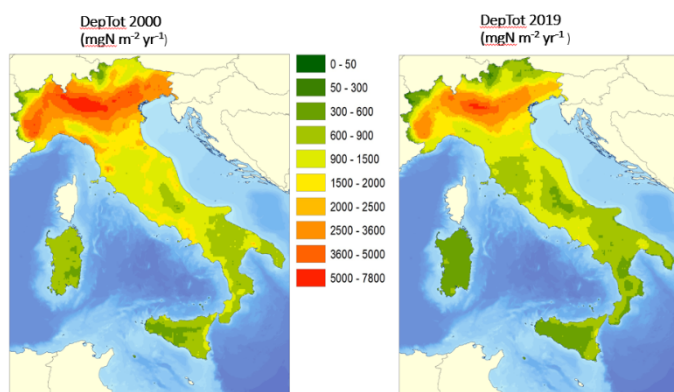 DepTot 2000
(mgN m⁻² yr⁻¹)
0 - 50
50 - 300
300 - 600
600 - 900
900 - 1500
1500 - 2000
2000 - 2500
2500 - 3600
3600 - 5000
5000 - 7800
DepTot 2019
(mgN m⁻² yr⁻¹ )